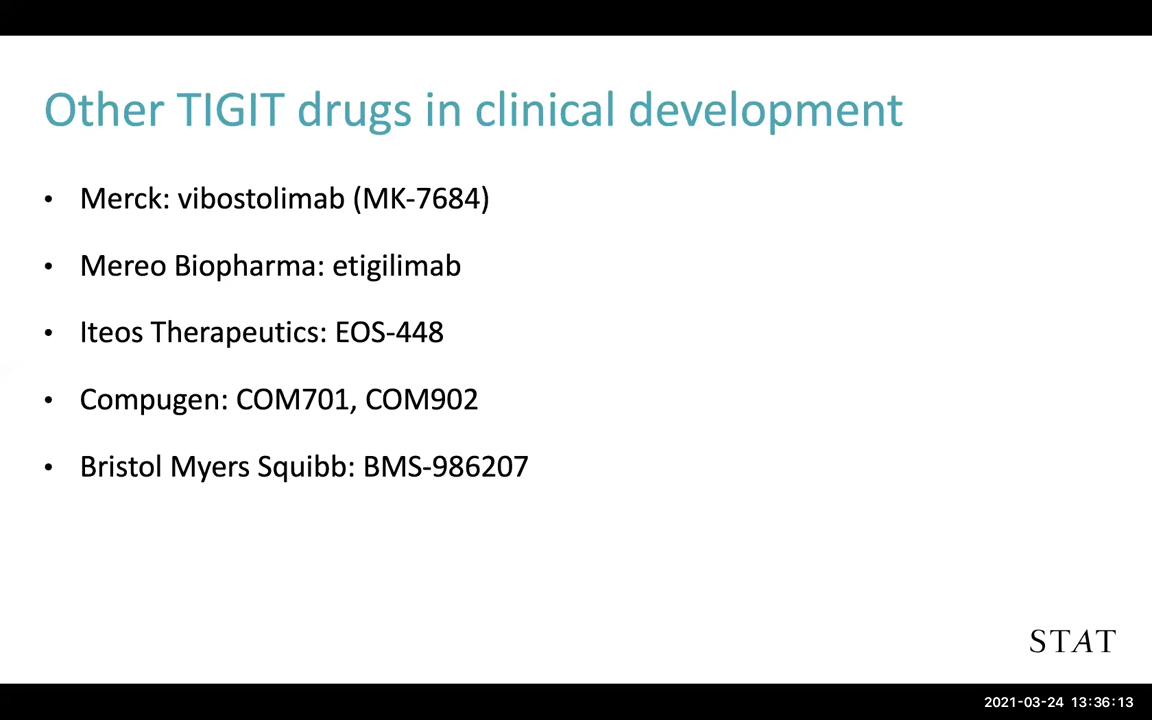 Other TIGIT drugs in clinical development
• Merck: vibostolimab (MK-7684)
• Mereo Biopharma: etigilimab
• Iteos Therapeutics: EOS-448
• Compugen: COM701, COM902
• Bristol Myers Squibb: BMS-986207
STAT
2021-03-24 13:36:13